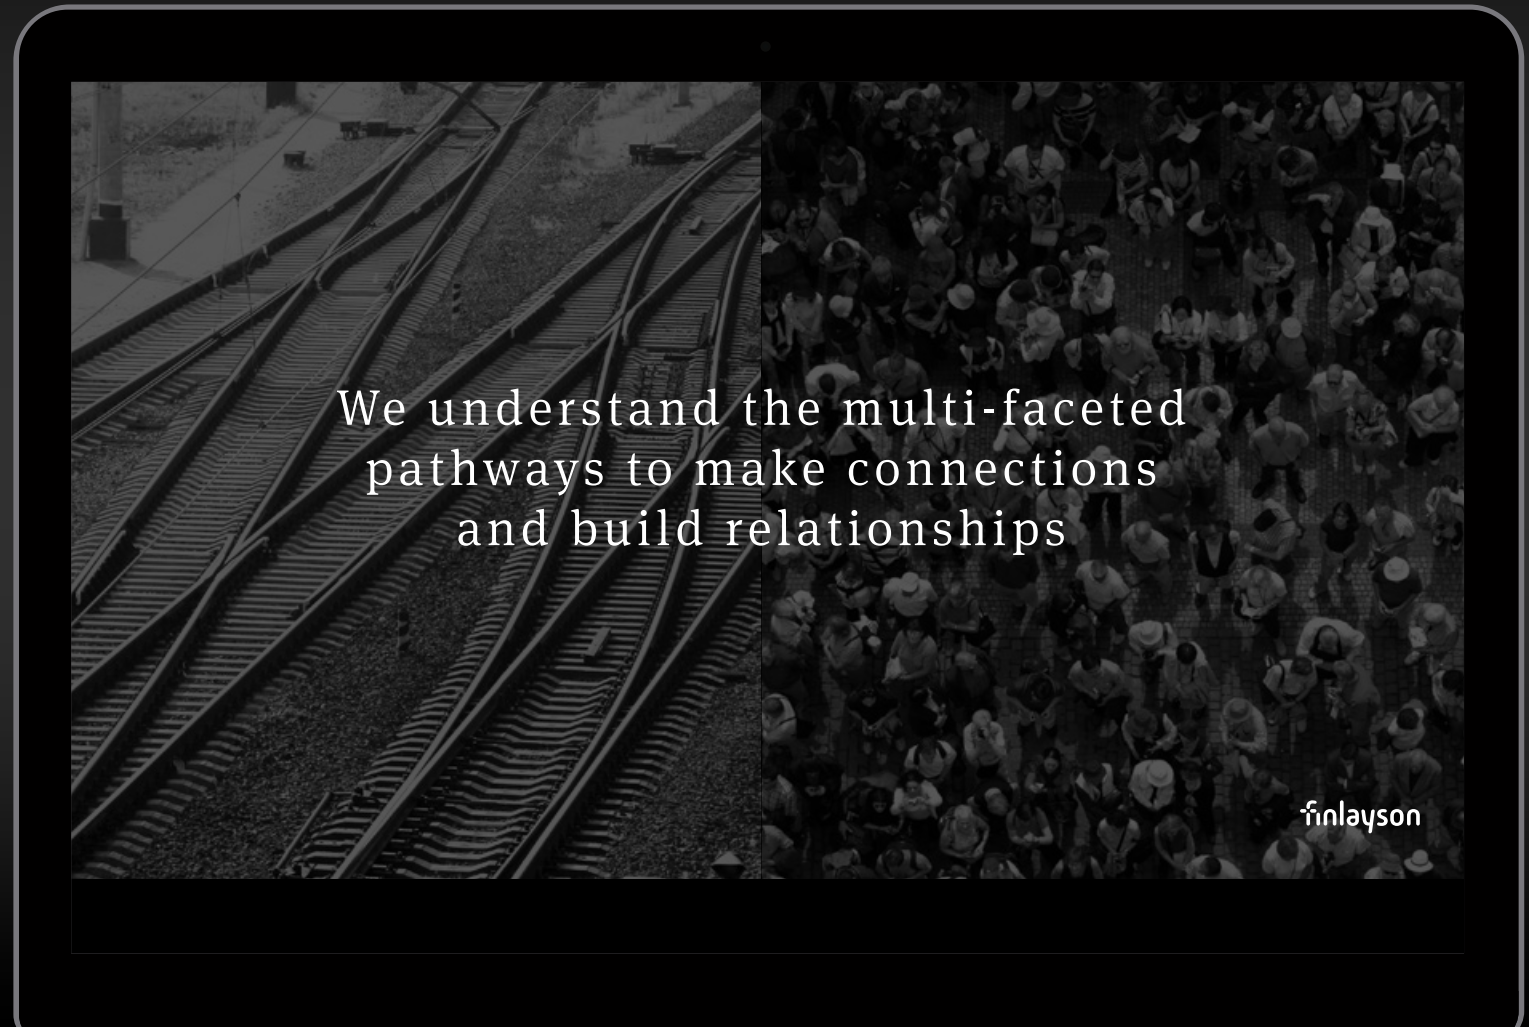 We understand the multi-faceted
pathways to make connections
and build relationships
finlayson